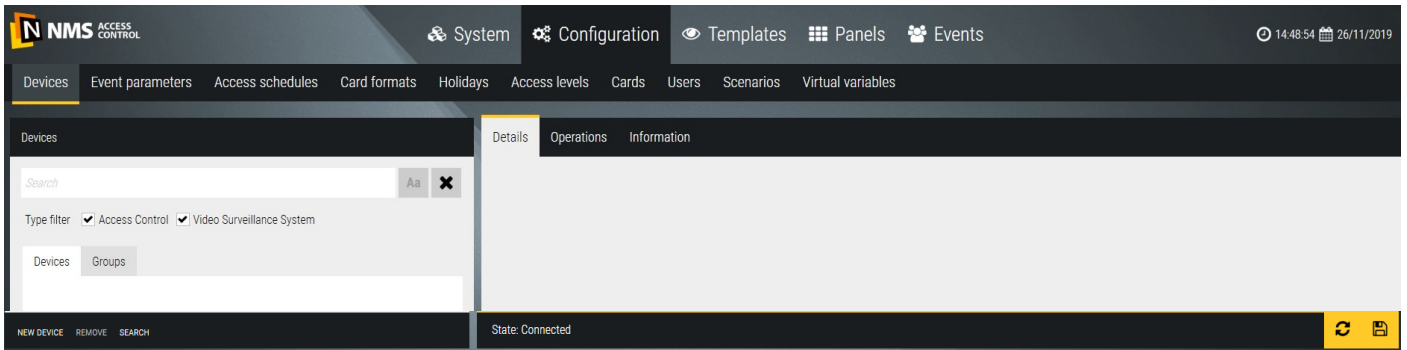 N NMS ACCESS CONTROL
System Configuration Templates Panels Events
14:48:54 26/11/2019
Devices Event parameters Access schedules Card formats Holidays Access levels Cards Users Scenarios Virtual variables
Devices
Details Operations Information
Search
Aa
Type filter Access Control Video Surveillance System
Devices Groups
NEW DEVICE REMOVE SEARCH
State: Connected